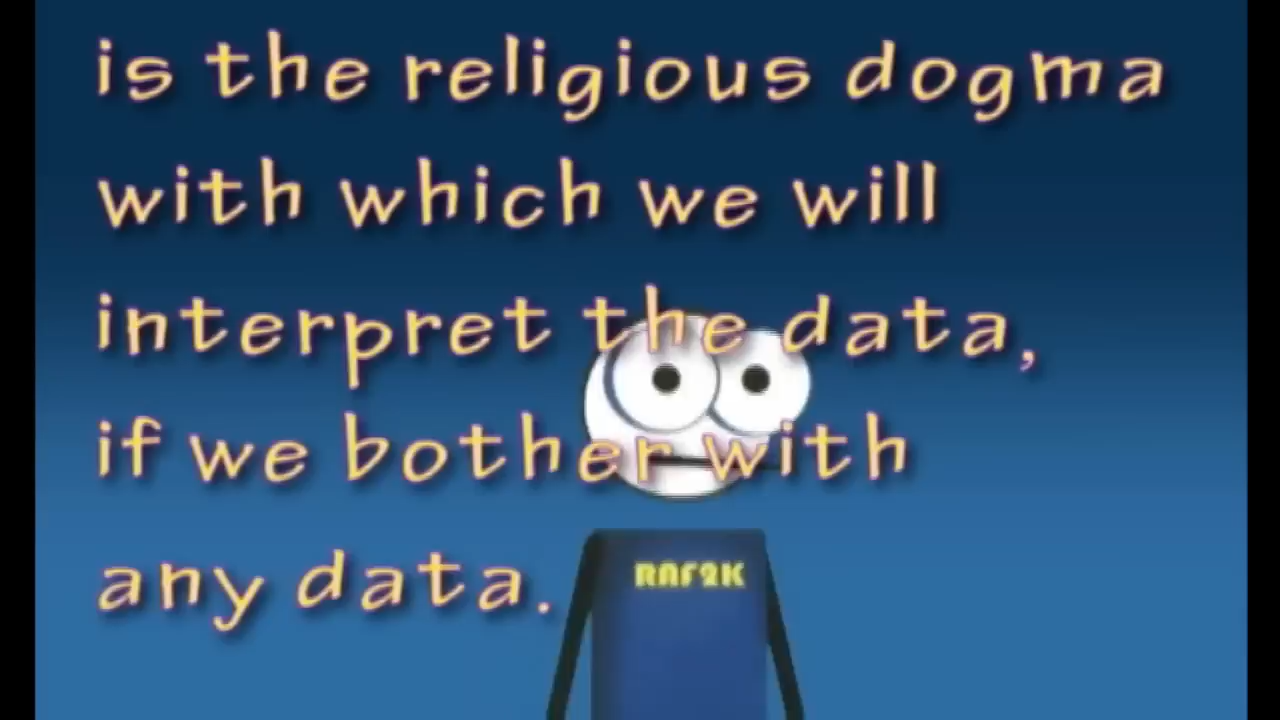 is the religious dogma
with which we will
interpret the data,
if we bother with
any data.
RAF2K